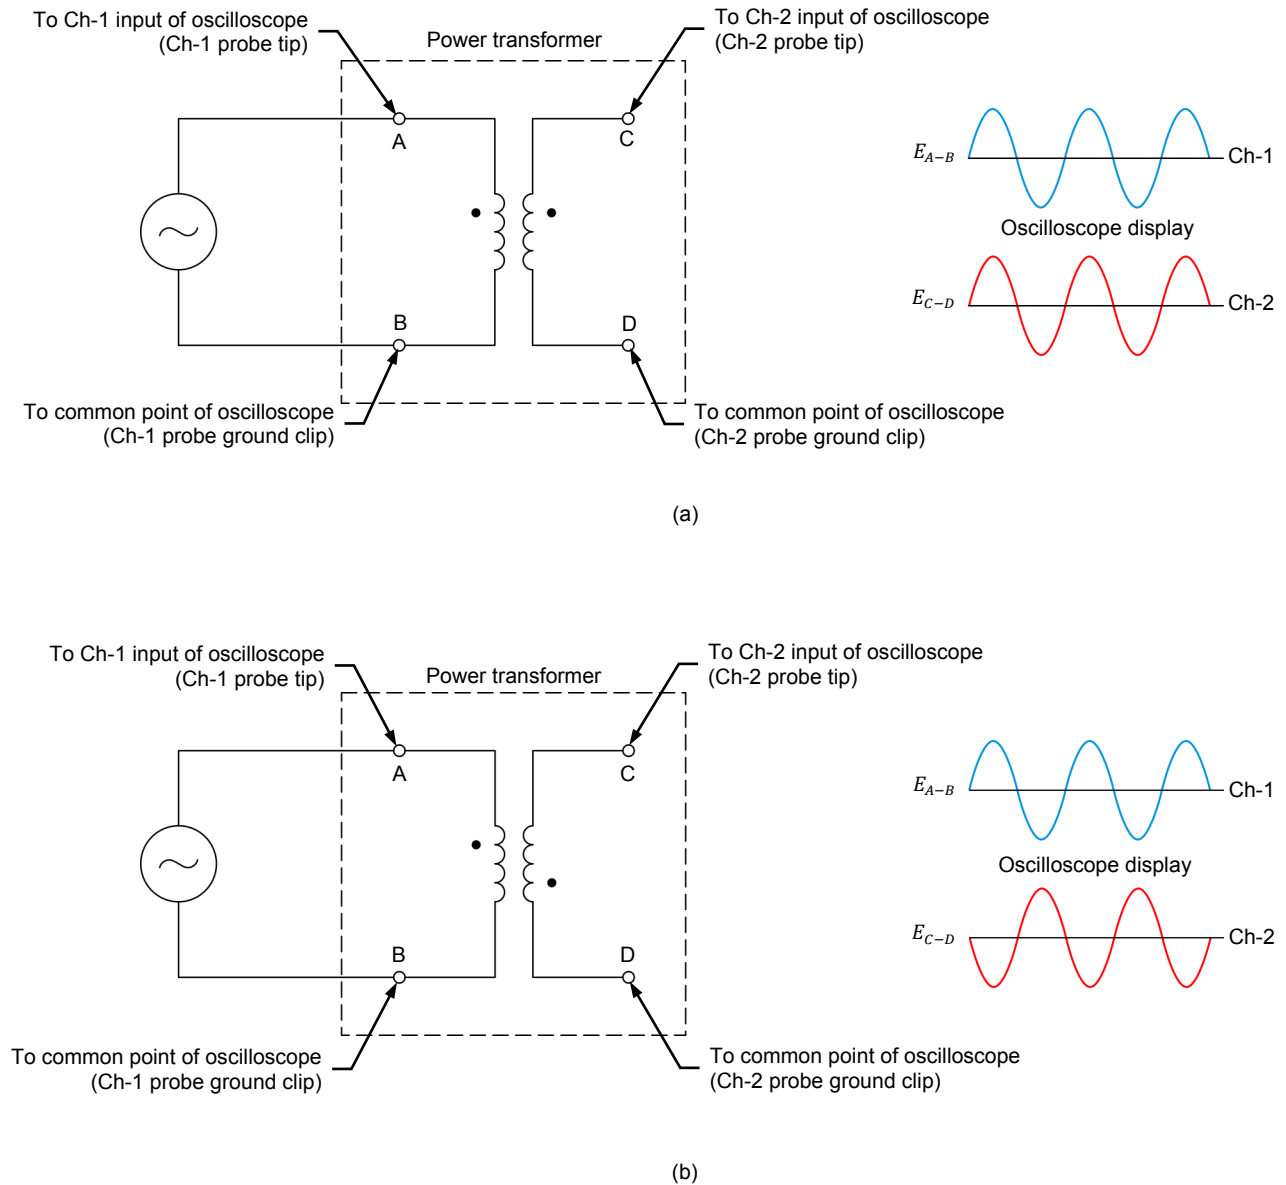 To Ch-1 input of oscilloscope
(Ch-1 probe tip)
Power transformer
To Ch-2 input of oscilloscope
(Ch-2 probe tip)
A
C
E_{A−B}
Ch-1
Oscilloscope display
E_{C−D}
Ch-2
B
D
To common point of oscilloscope
(Ch-1 probe ground clip)
To common point of oscilloscope
(Ch-2 probe ground clip)
(a)
To Ch-1 input of oscilloscope
(Ch-1 probe tip)
Power transformer
To Ch-2 input of oscilloscope
(Ch-2 probe tip)
A
C
E_{A−B}
Ch-1
Oscilloscope display
E_{C−D}
Ch-2
B
D
To common point of oscilloscope
(Ch-1 probe ground clip)
To common point of oscilloscope
(Ch-2 probe ground clip)
(b)